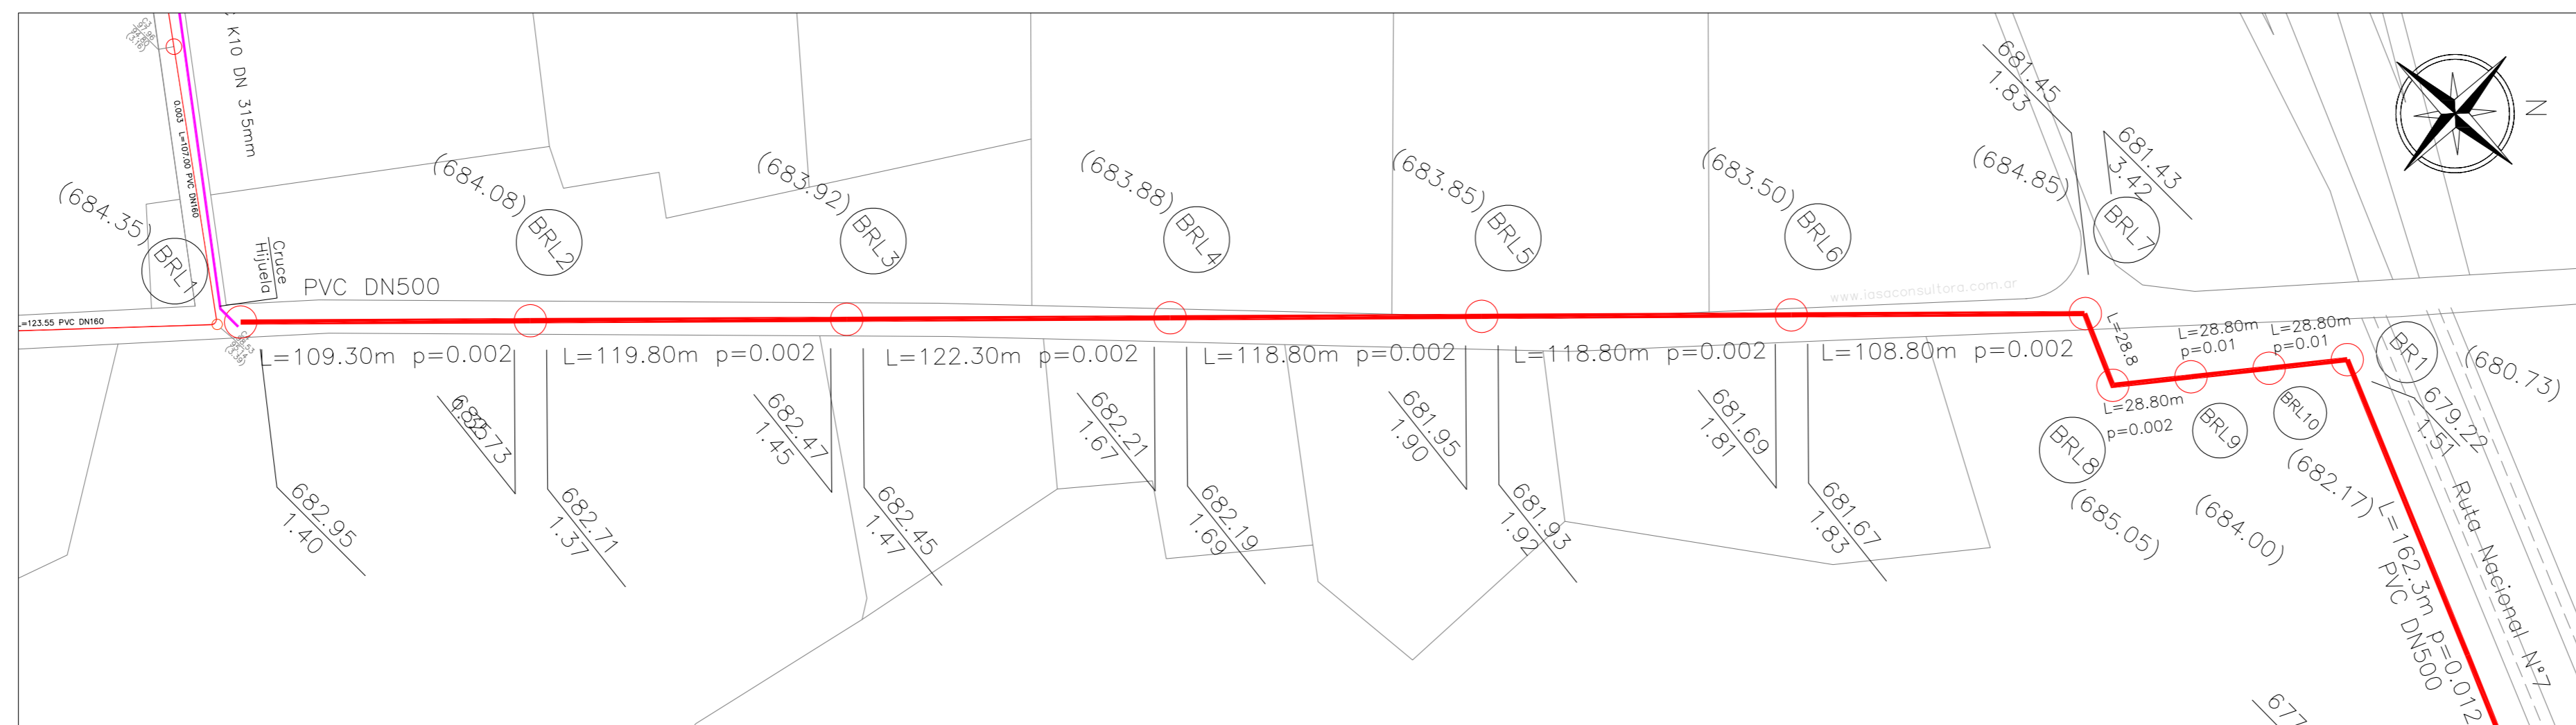 K10 DN 315mm
0.003 L=107.00 PVC DN160
(684.35)
BRL1
Cruce
Hijuela
PVC DN500
L=123.55 PVC DN160
(684.08)
BRL2
(683.92)
BRL3
(683.88)
BRL4
(683.85)
BRL5
(683.50)
BRL6
681.45
1.83
(684.85)
BRL7
681.43
3.42
N
www.iasaconsultora.com.ar
L=109.30m p=0.002
L=119.80m p=0.002
L=122.30m p=0.002
L=118.80m p=0.002
L=118.80m p=0.002
L=108.80m p=0.002
L=28.8
L=28.80m
p=0.01
L=28.80m
p=0.01
BR1
(680.73)
679.22
1.51
L=28.80m
p=0.002
BRL8
(685.05)
BRL9
(684.00)
BRL10
(682.17)
682.95
1.40
682.71
1.37
682.47
1.45
682.45
1.47
682.21
1.67
682.19
1.69
681.95
1.90
681.93
1.92
681.69
1.81
681.67
1.83
L=162.3m p=0.012
PVC DN500
Ruta Nacional N°7
677